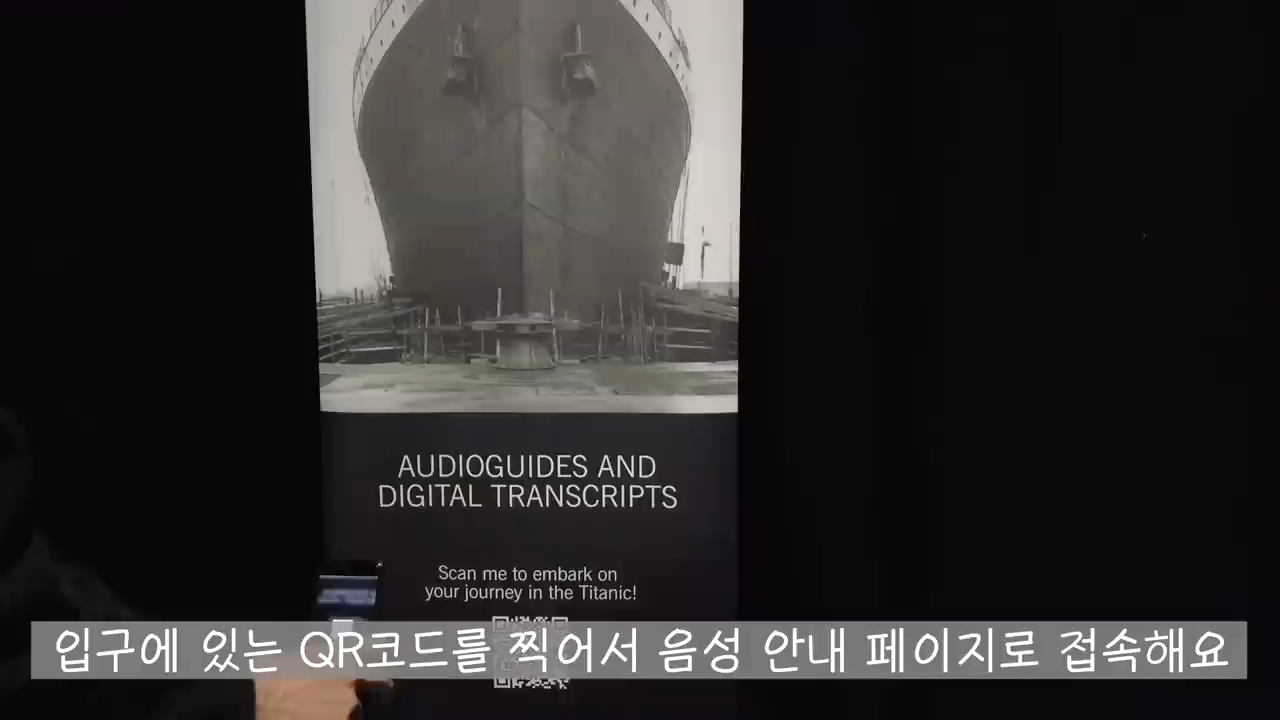 AUDIOGUIDES AND
DIGITAL TRANSCRIPTS
Scan me to embark on
your journey in the Titanic!
입구에 있는 QR코드를 찍어서 음성 안내 페이지로 접속해요